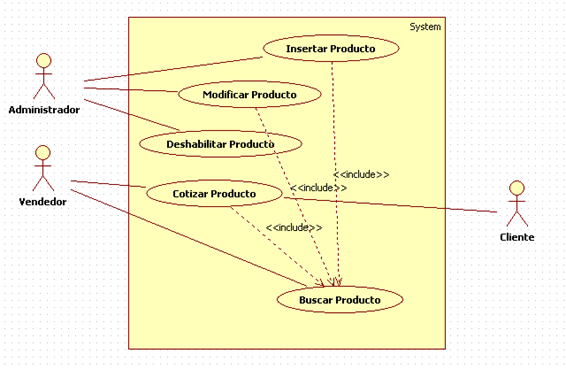 System
Insertar Producto
Administrador
Modificar Producto
Deshabilitar Producto
<<include>>
<<include>>
Vendedor
Cotizar Producto
<<include>>
Cliente
Buscar Producto